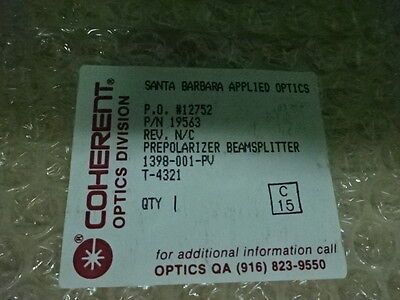 COHERENT®
OPTICS DIVISION
SANTA BARBARA APPLIED OPTICS
P.O. #12752
P/N 19563
REV. N/C
PREPOLARIZER BEAMSPLITTER
1398-001-PV
T-4321
QTY 1
C
15
for additional information call
OPTICS QA (916) 823-9550
®